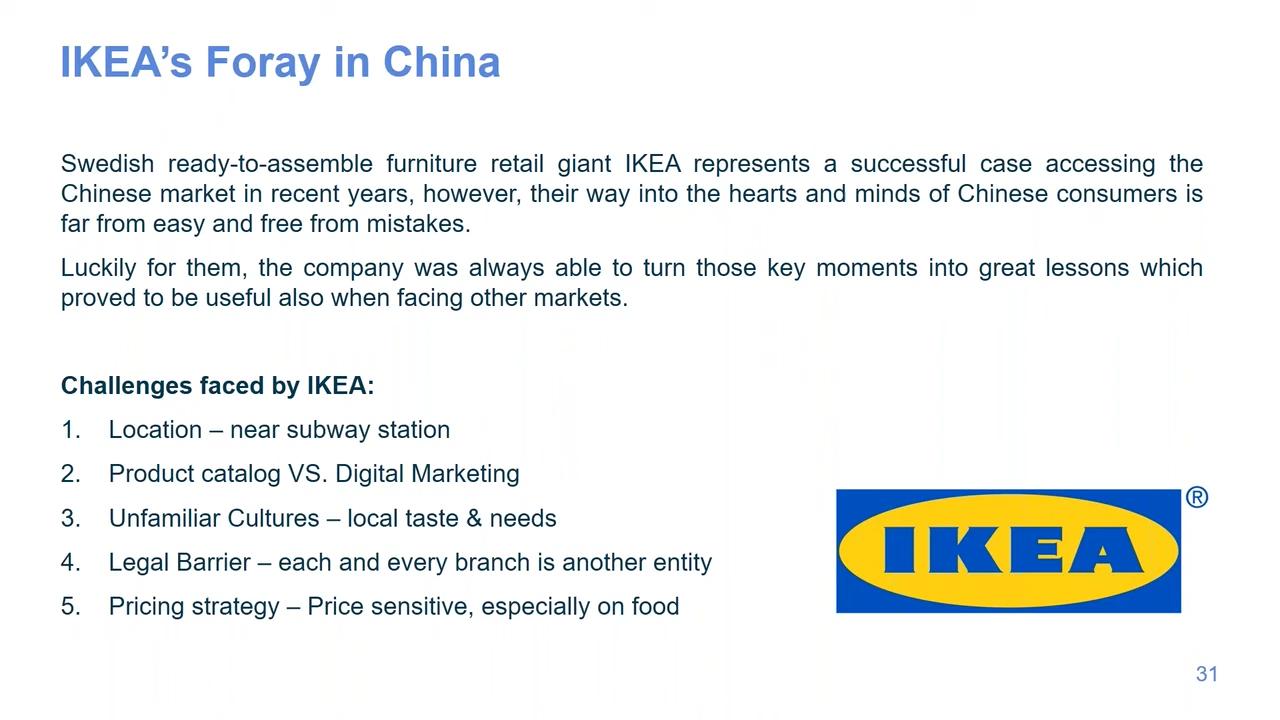 IKEA’s Foray in China
Swedish ready-to-assemble furniture retail giant IKEA represents a successful case accessing the
Chinese market in recent years, however, their way into the hearts and minds of Chinese consumers is
far from easy and free from mistakes.
Luckily for them, the company was always able to turn those key moments into great lessons which
proved to be useful also when facing other markets.
Challenges faced by IKEA:
1. Location – near subway station
2. Product catalog VS. Digital Marketing
3. Unfamiliar Cultures – local taste & needs
4. Legal Barrier – each and every branch is another entity
5. Pricing strategy – Price sensitive, especially on food
IKEA®
31